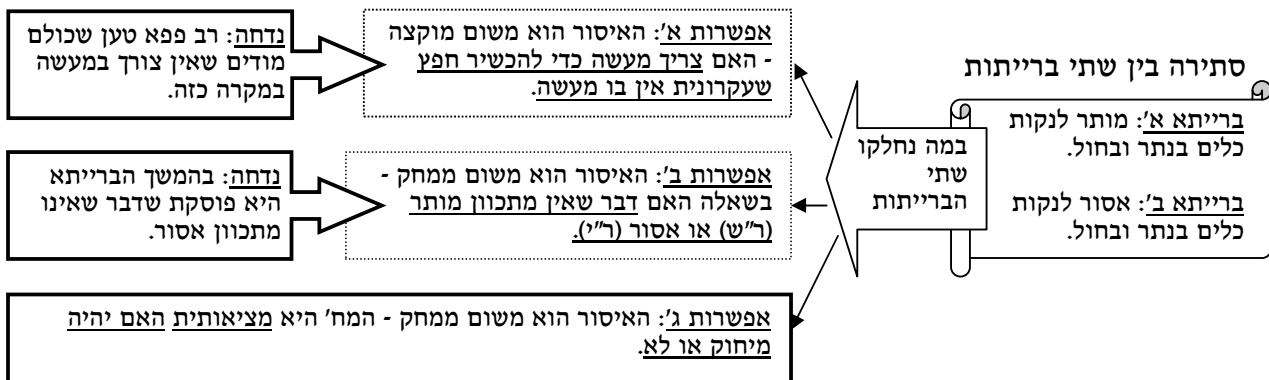 סתירה בין שתי ברייתות
ברייתא א': מותר לנקות
כלים בנתר ובחול.
ברייתא ב': אסור לנקות
כלים בנתר ובחול.
במה נחלקו
שתי
הברייתות
אפשרות א': האיסור הוא משום מוקצה
- האם צריך מעשה כדי להכשיר חפץ
שעקרונית אין בו מעשה.
נדחה: רב פפא טען שכולם
מודים שאין צורך במעשה
במקרה כזה.
אפשרות ב': האיסור הוא משום ממחק -
בשאלה האם דבר שאין מתכוון מותר
(ר"ש) או אסור (ר"י).
נדחה: בהמשך הברייתא
היא פוסקת שדבר שאינו
מתכוון אסור.
אפשרות ג': האיסור הוא משום ממחק - המח' היא מציאותית האם יהיה
מיחוק או לא.